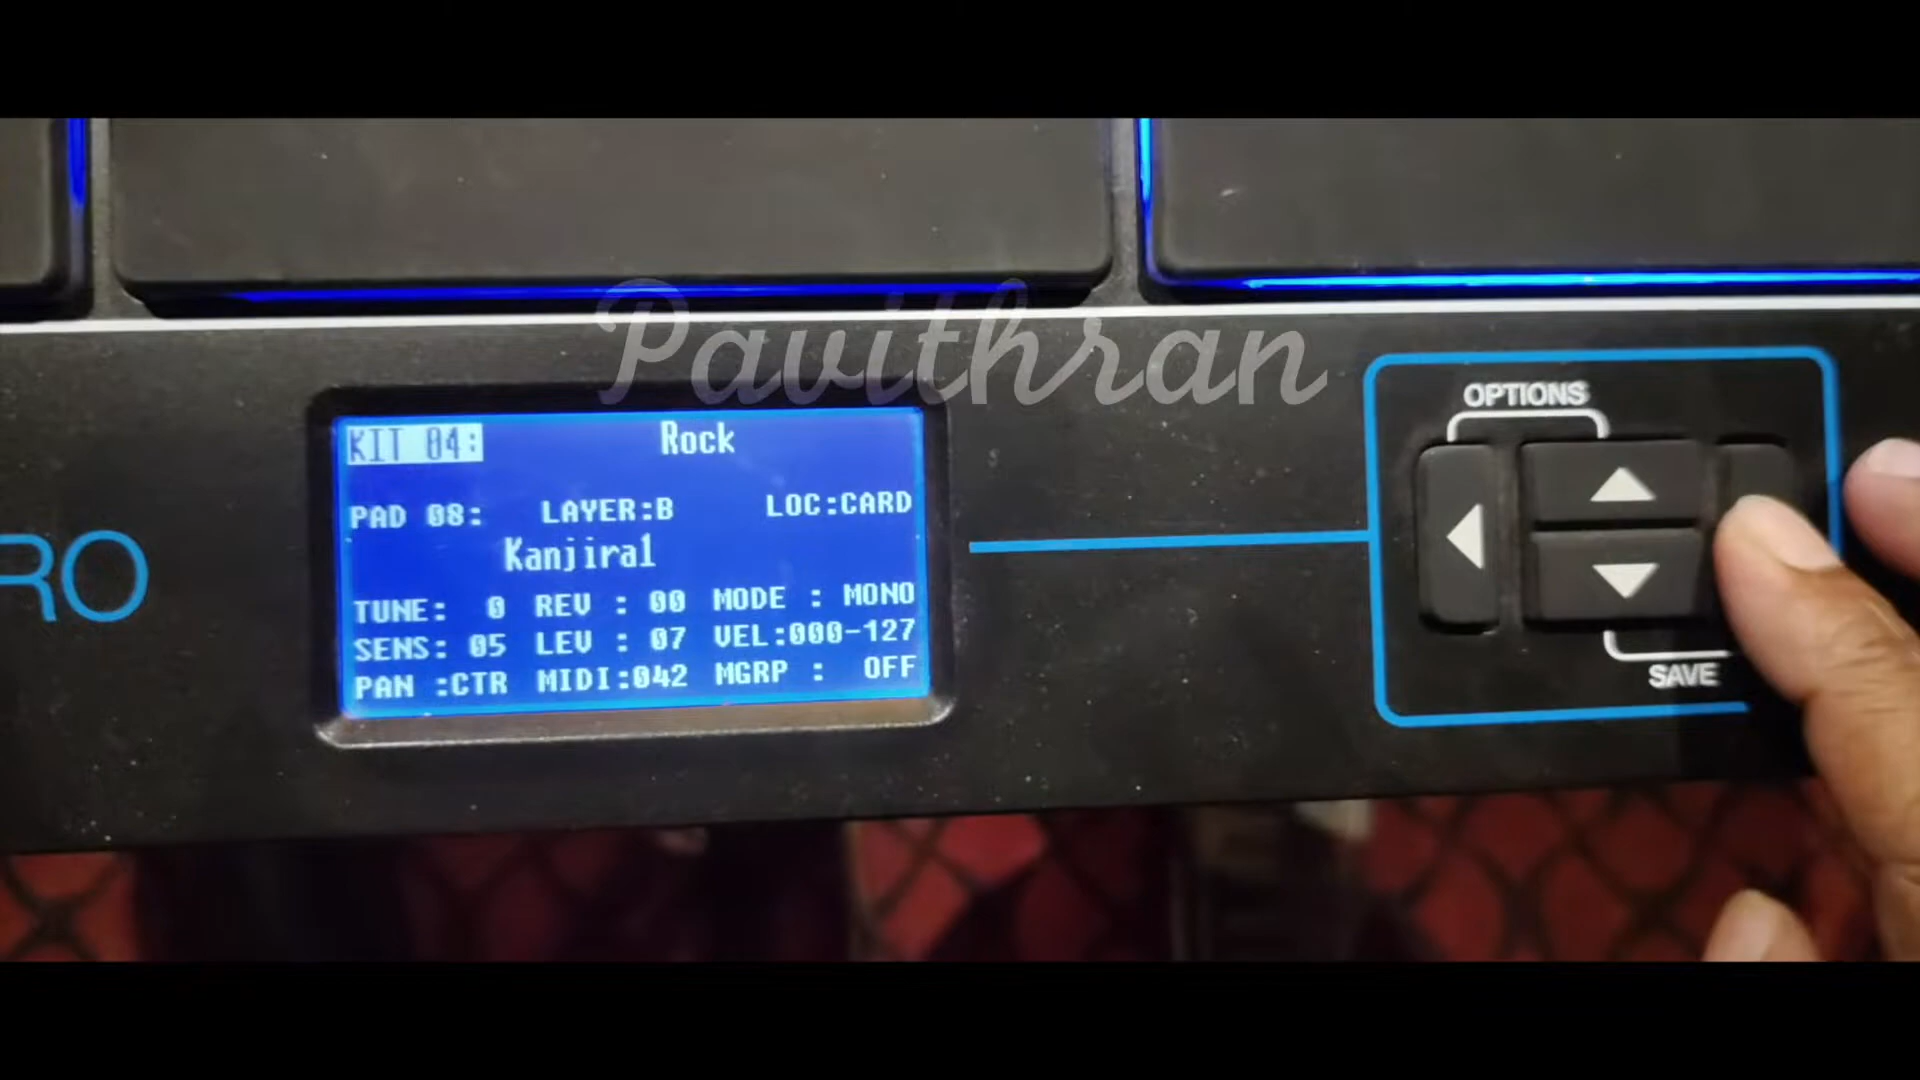 Pavithran
OPTIONS
KIT 04: Rock
PAD 08: LAYER:B LOC:CARD
Kanjira1
TUNE: 0 REV : 00 MODE : MONO
SENS: 05 LEV : 07 VEL:000-127
PAN :CTR MIDI:042 MGRP : OFF
RO
SAVE